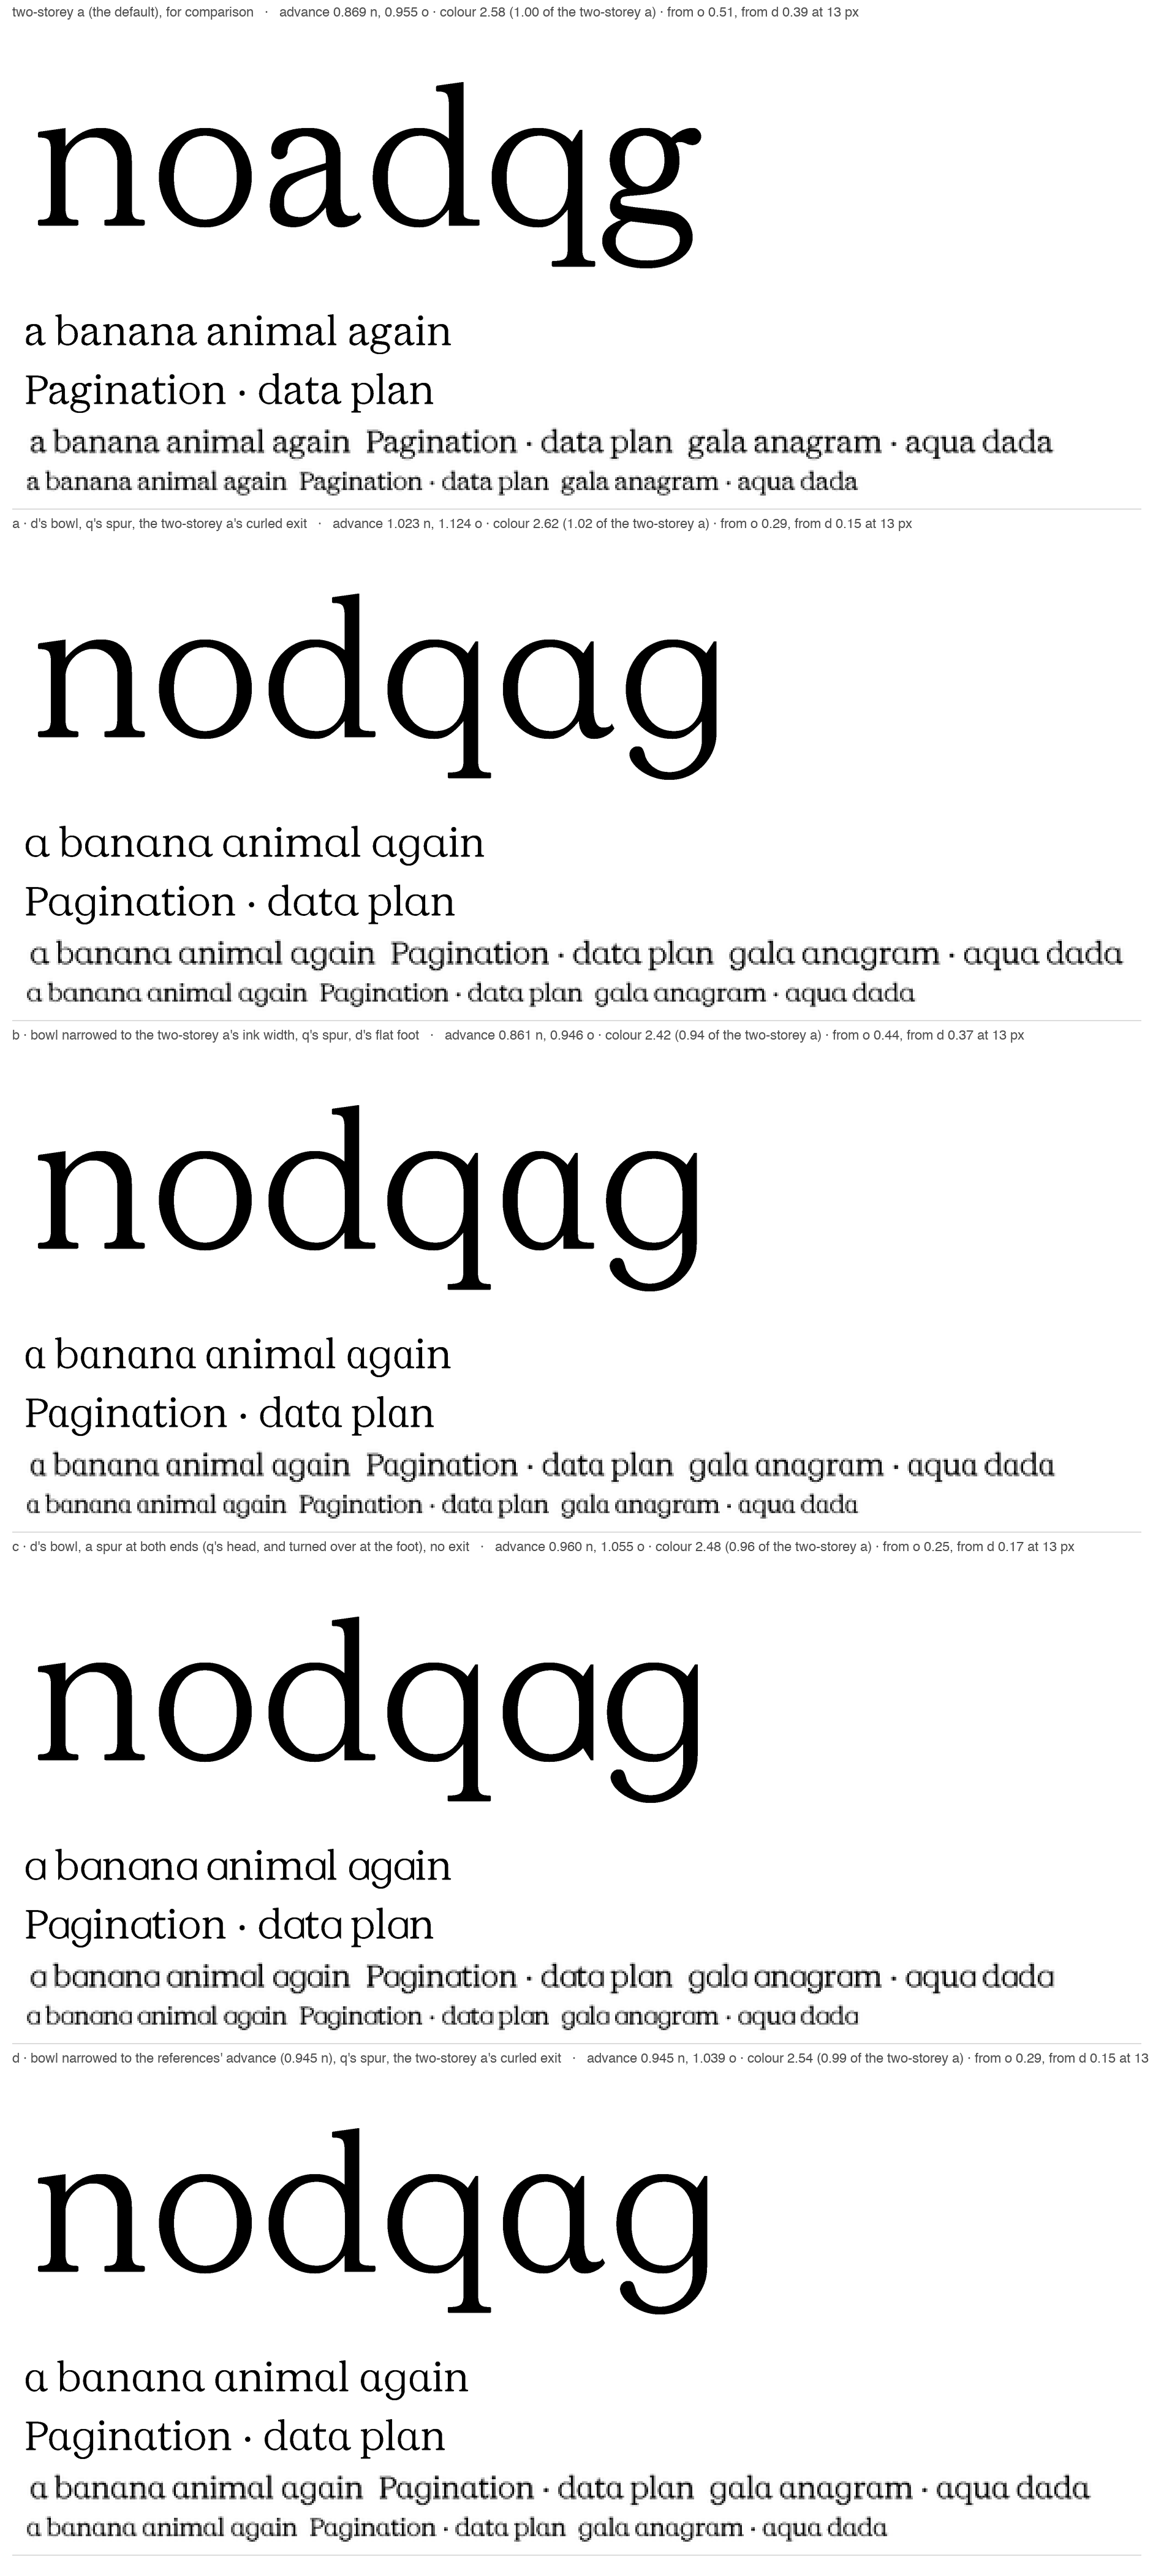 two-storey a (the default), for comparison · advance 0.869 n, 0.955 o · colour 2.58 (1.00 of the two-storey a) · from o 0.51, from d 0.39 at 13 px
noadqg
a banana animal again
Pagination · data plan
a banana animal again Pagination · data plan gala anagram · aqua dada
a banana animal again Pagination · data plan gala anagram · aqua dada
a · d's bowl, q's spur, the two-storey a's curled exit · advance 1.023 n, 1.124 o · colour 2.62 (1.02 of the two-storey a) · from o 0.29, from d 0.15 at 13 px
nodqag
a banana animal again
Pagination · data plan
a banana animal again Pagination · data plan gala anagram · aqua dada
a banana animal again Pagination · data plan gala anagram · aqua dada
b · bowl narrowed to the two-storey a's ink width, q's spur, d's flat foot · advance 0.861 n, 0.946 o · colour 2.42 (0.94 of the two-storey a) · from o 0.44, from d 0.37 at 13 px
nodqag
a banana animal again
Pagination · data plan
a banana animal again Pagination · data plan gala anagram · aqua dada
a banana animal again Pagination · data plan gala anagram · aqua dada
c · d's bowl, a spur at both ends (q's head, and turned over at the foot), no exit · advance 0.960 n, 1.055 o · colour 2.48 (0.96 of the two-storey a) · from o 0.25, from d 0.17 at 13 px
nodqag
a banana animal again
Pagination · data plan
a banana animal again Pagination · data plan gala anagram · aqua dada
a banana animal again Pagination · data plan gala anagram · aqua dada
d · bowl narrowed to the references' advance (0.945 n), q's spur, the two-storey a's curled exit · advance 0.945 n, 1.039 o · colour 2.54 (0.99 of the two-storey a) · from o 0.29, from d 0.15 at 13
nodqag
a banana animal again
Pagination · data plan
a banana animal again Pagination · data plan gala anagram · aqua dada
a banana animal again Pagination · data plan gala anagram · aqua dada